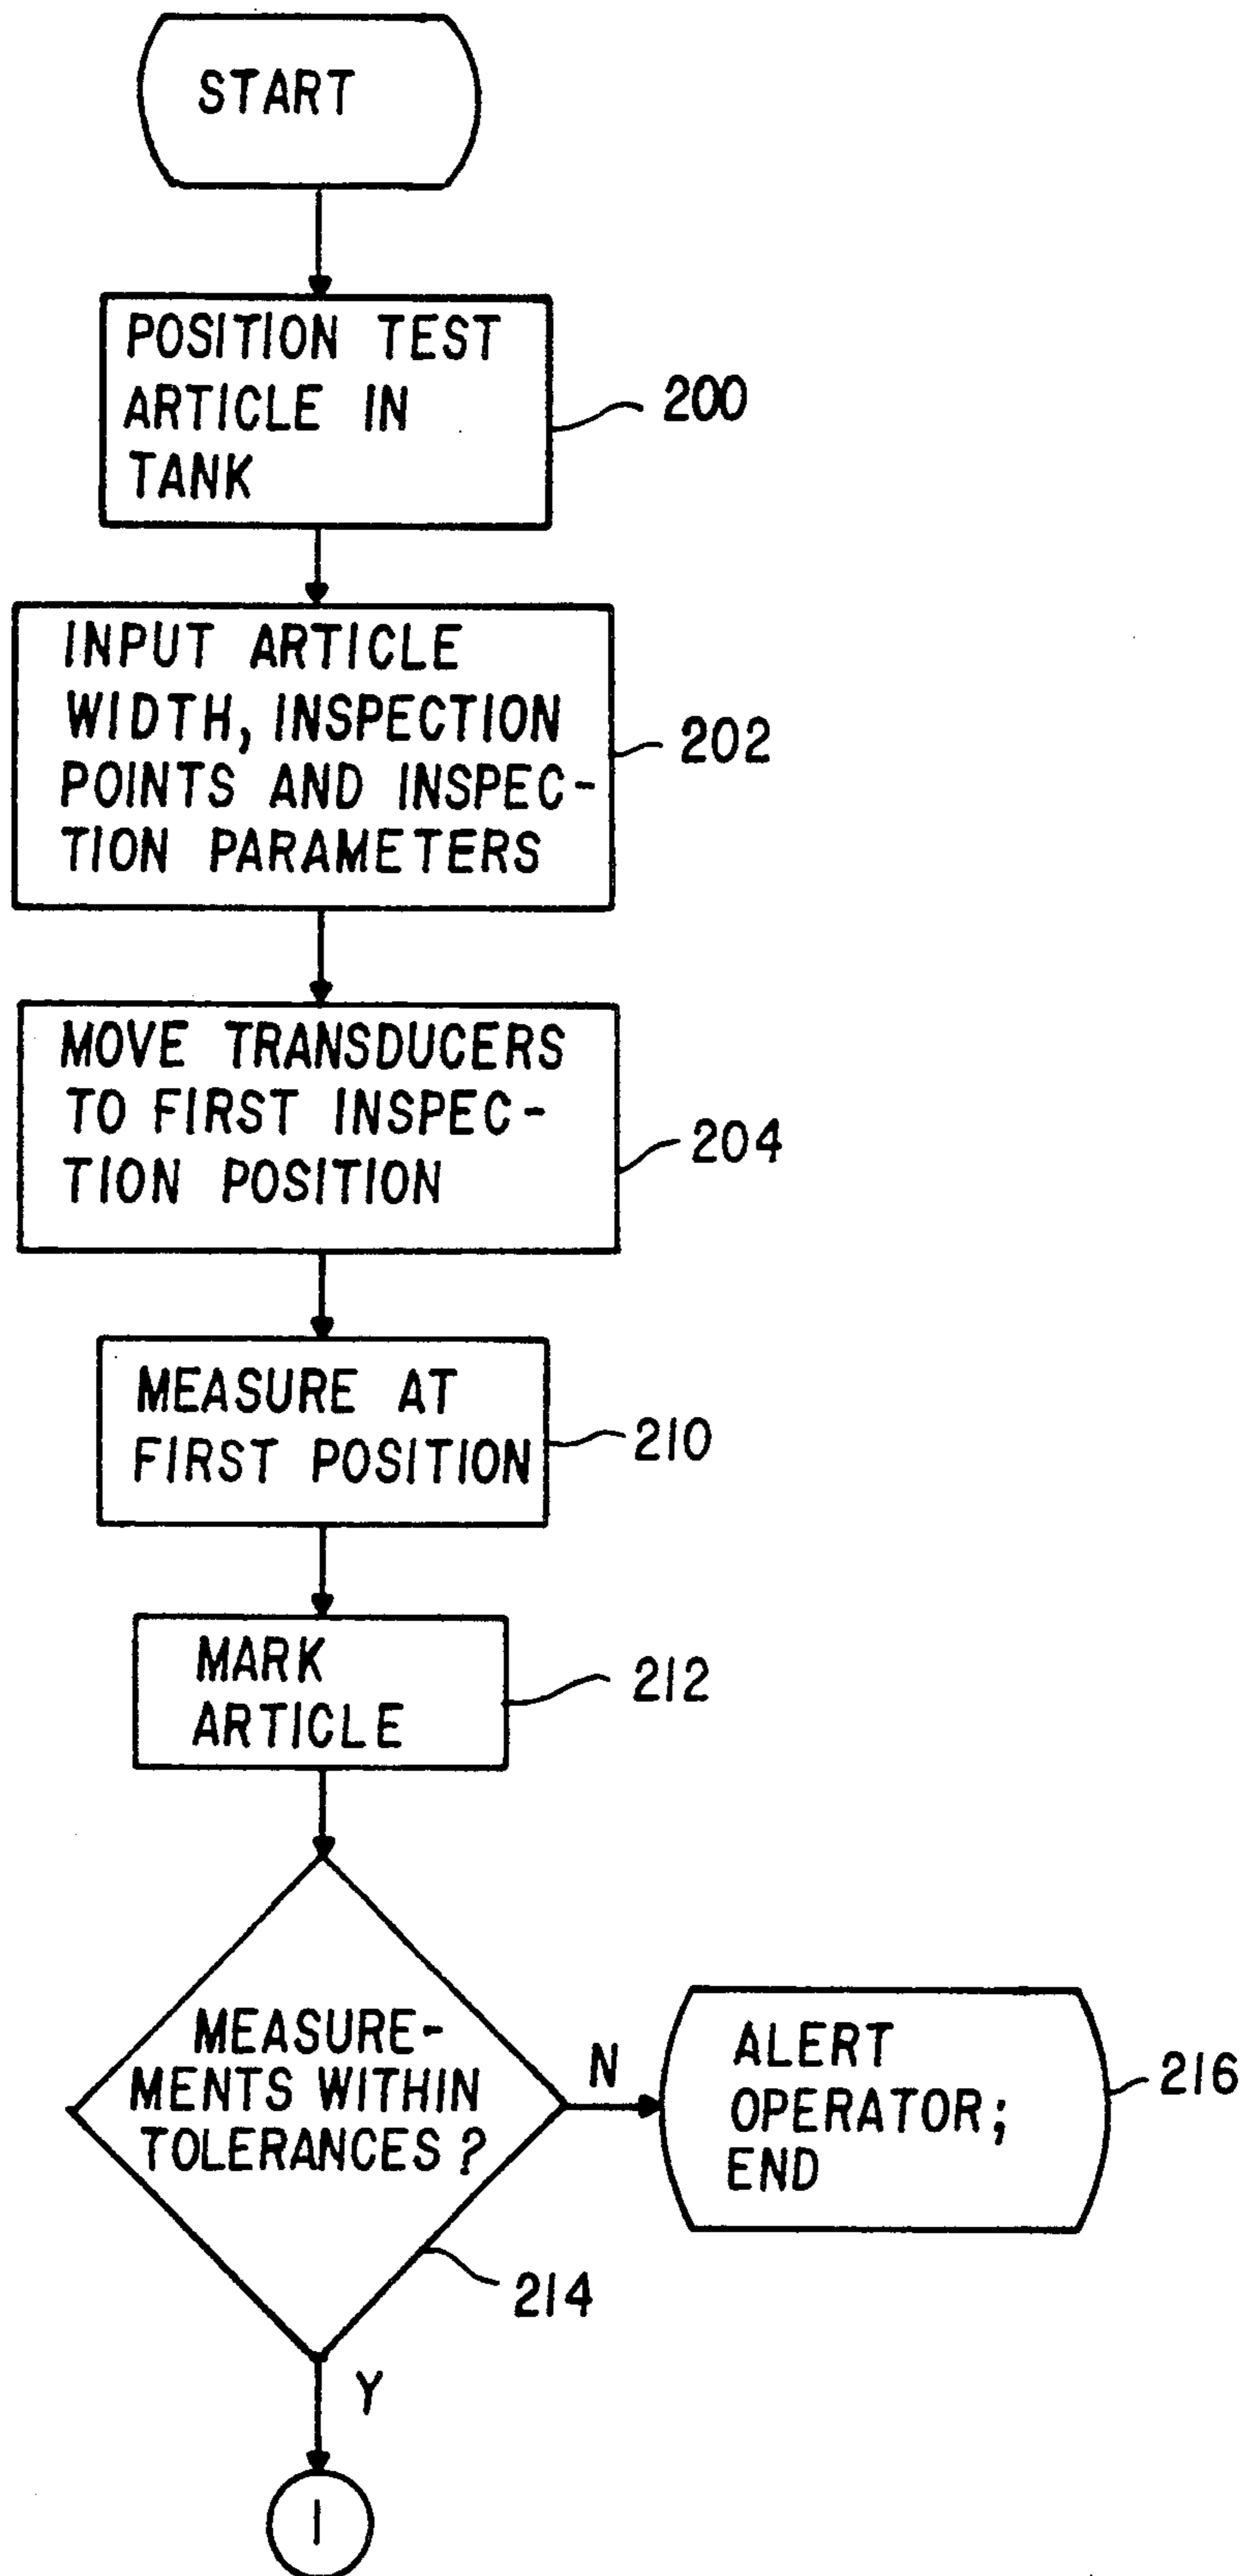 START
POSITION TEST
ARTICLE IN
TANK
200
INPUT ARTICLE
WIDTH, INSPECTION
POINTS AND INSPEC-
TION PARAMETERS
202
MOVE TRANSDUCERS
TO FIRST INSPEC-
TION POSITION
204
MEASURE AT
FIRST POSITION
210
MARK
ARTICLE
212
MEASURE-
MENTS WITHIN
TOLERANCES?
214
N
ALERT
OPERATOR;
END
216
Y
1